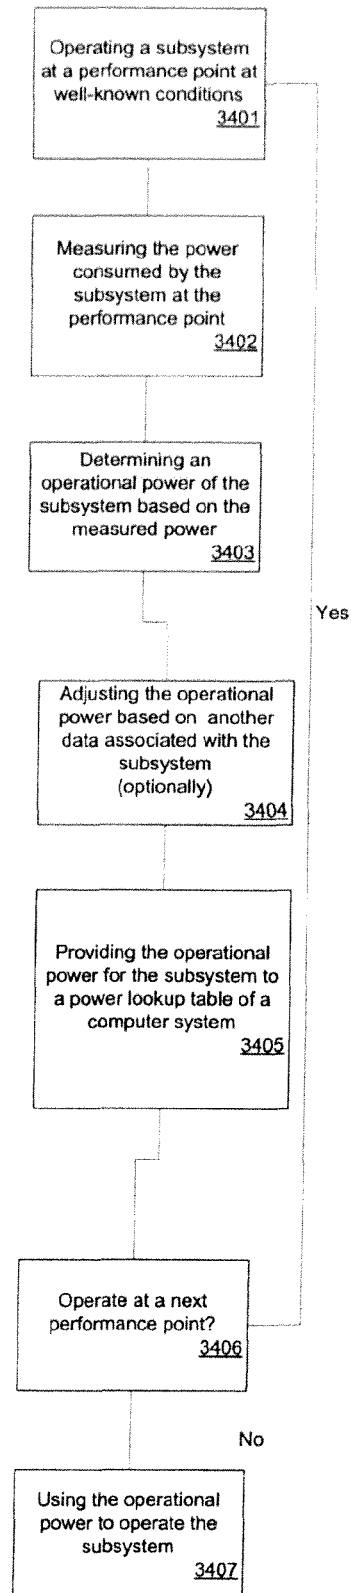 Operating a subsystem
at a performance point at
well-known conditions
3401
Measuring the power
consumed by the
subsystem at the
performance point
3402
Determining an
operational power of the
subsystem based on the
measured power
3403
Yes
Adjusting the operational
power based on another
data associated with the
subsystem
(optionally)
3404
Providing the operational
power for the subsystem to
a power lookup table of a
computer system
3405
Operate at a next
performance point?
3406
No
Using the operational
power to operate the
subsystem
3407